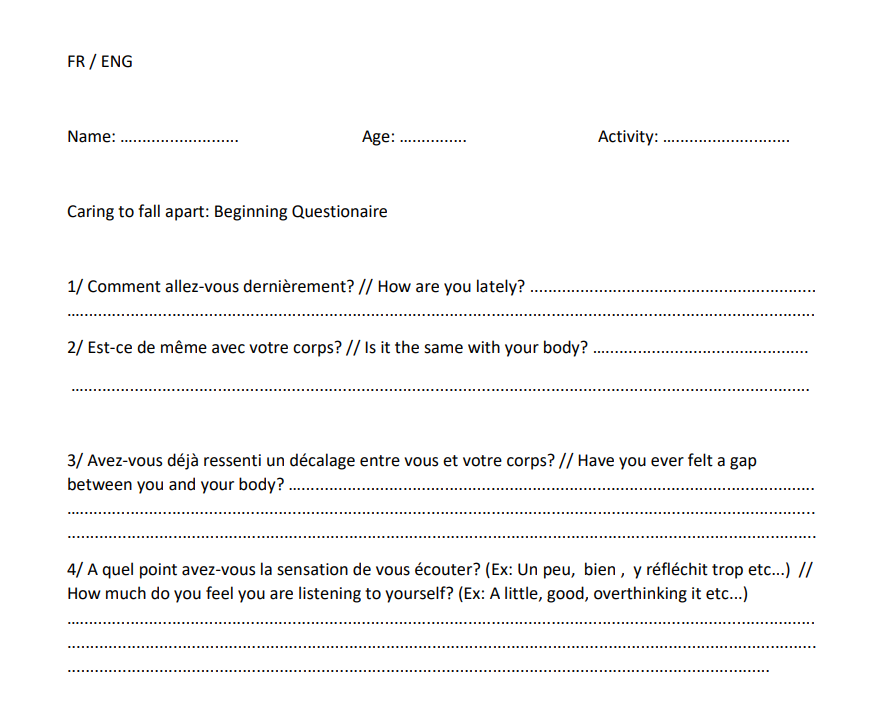 FR / ENG
Name: ............................ Age: ............... Activity: ..............................
Caring to fall apart: Beginning Questionaire
1/ Comment allez-vous dernièrement? // How are you lately? ................................................................
........................................................................................................................................................................
2/ Est-ce de même avec votre corps? // Is it the same with your body? ................................................
........................................................................................................................................................................
3/ Avez-vous déjà ressenti un décalage entre vous et votre corps? // Have you ever felt a gap
between you and your body? ......................................................................................................................
........................................................................................................................................................................
........................................................................................................................................................................
4/ A quel point avez-vous la sensation de vous écouter? (Ex: Un peu, bien , y réfléchit trop etc...) //
How much do you feel you are listening to yourself? (Ex: A little, good, overthinking it etc...)
........................................................................................................................................................................
........................................................................................................................................................................
..............................................................................................................................................................